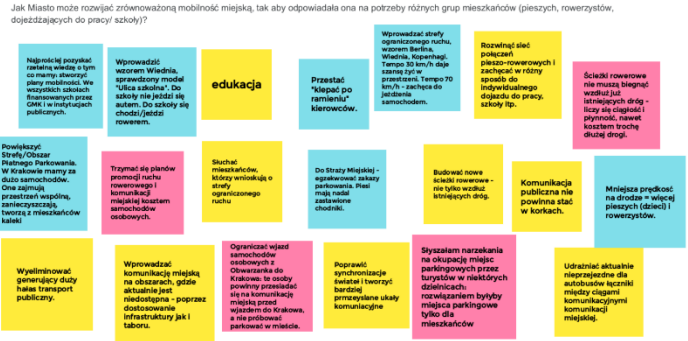 Jak Miasto może rozwijać zrównoważoną mobilność miejską, tak aby odpowiadała ona na potrzeby różnych grup mieszkańców (pieszych, rowerzystów,
dojeżdżających do pracy/ szkoły)?
Najprościej pozyskać
rzetelną wiedzę o tym
co mamy: stworzyć
plany mobilności. We
wszystkich szkołach
finansowanych przez
GMK i w instytucjach
publicznych.
Wprowadzić
wzorem Wiednia,
sprawdzony model
"Ulica szkolna". Do
szkoły nie jeździ się
autem. Do szkoły się
chodzi/jeździ
rowerem.
edukacja
Przestać
"klepać po
ramieniu"
kierowców.
Wprowadzać strefy
ograniczonego ruchu,
wzorem Berlina,
Wiednia, Kopenhagi.
Tempo 30 km/h daje
szansę żyć w
przestrzeni. Tempo 70
km/h - zachęca do
jeżdżenia
samochodem.
Rozwinąć sieć
połączeń
pieszo-rowerowych i
zachęcać w różny
sposób do
indywidualnego
dojazdu do pracy,
szkoły itp.
Ścieżki rowerowe
nie muszą biegnąć
wzdłuż już
istniejących dróg -
liczy się ciągłość i
płynność, nawet
kosztem trochę
dłużej drogi.
Powiększyć
Strefę/Obszar
Płatnego Parkowania.
W Krakowie mamy za
dużo samochodów.
One zajmują
przestrzeń wspólną,
zanieczyszczają,
tworzą z mieszkańców
kaleki
Trzymać się planów
promocji ruchu
rowerowego i
komunikacji
miejskiej kosztem
samochodów
osobowych.
Słuchać
mieszkańców,
którzy wnioskują o
strefy
ograniczonego
ruchu
Do Straży Miejskiej -
egzekwować zakazy
parkowania. Piesi
mają nadal
zastawione
chodniki.
Budować nowe
ścieżki rowerowe -
nie tylko wzdłuż
istniejących dróg.
Komunikacja
publiczna nie
powinna stać
w korkach.
Mniejsza prędkość
na drodze = więcej
pieszych (dzieci) i
rowerzystów.
Wyeliminować
generujący duży
hałas transport
publiczny.
Wprowadzać
komunikację miejską
na obszarach, gdzie
aktualnie jest
niedostępna - poprzez
dostosowanie
infrastruktury jak i
taboru.
Ograniczać wjazd
samochodów
osobowych z
Obwarzanka do
Krakowa: te osoby
powinny przesiadać
się na komunikację
miejską przed
wjazdem do Krakowa,
a nie próbować
parkować w mieście.
Poprawić
synchronizacje
świateł i tworzyć
bardziej
prmzeyslane ukały
komuniacyjne
Słyszałam narzekania
na okupację miejsc
parkingowych przez
turystów w niektórych
dzielnicach:
rozwiązaniem byłyby
miejsca parkingowe
tylko dla
mieszkańców
Udrażniać aktualnie
nieprzejezdne dla
autobusów łączniki
między ciągami
komunikacyjnymi
komunikacji
miejskiej.